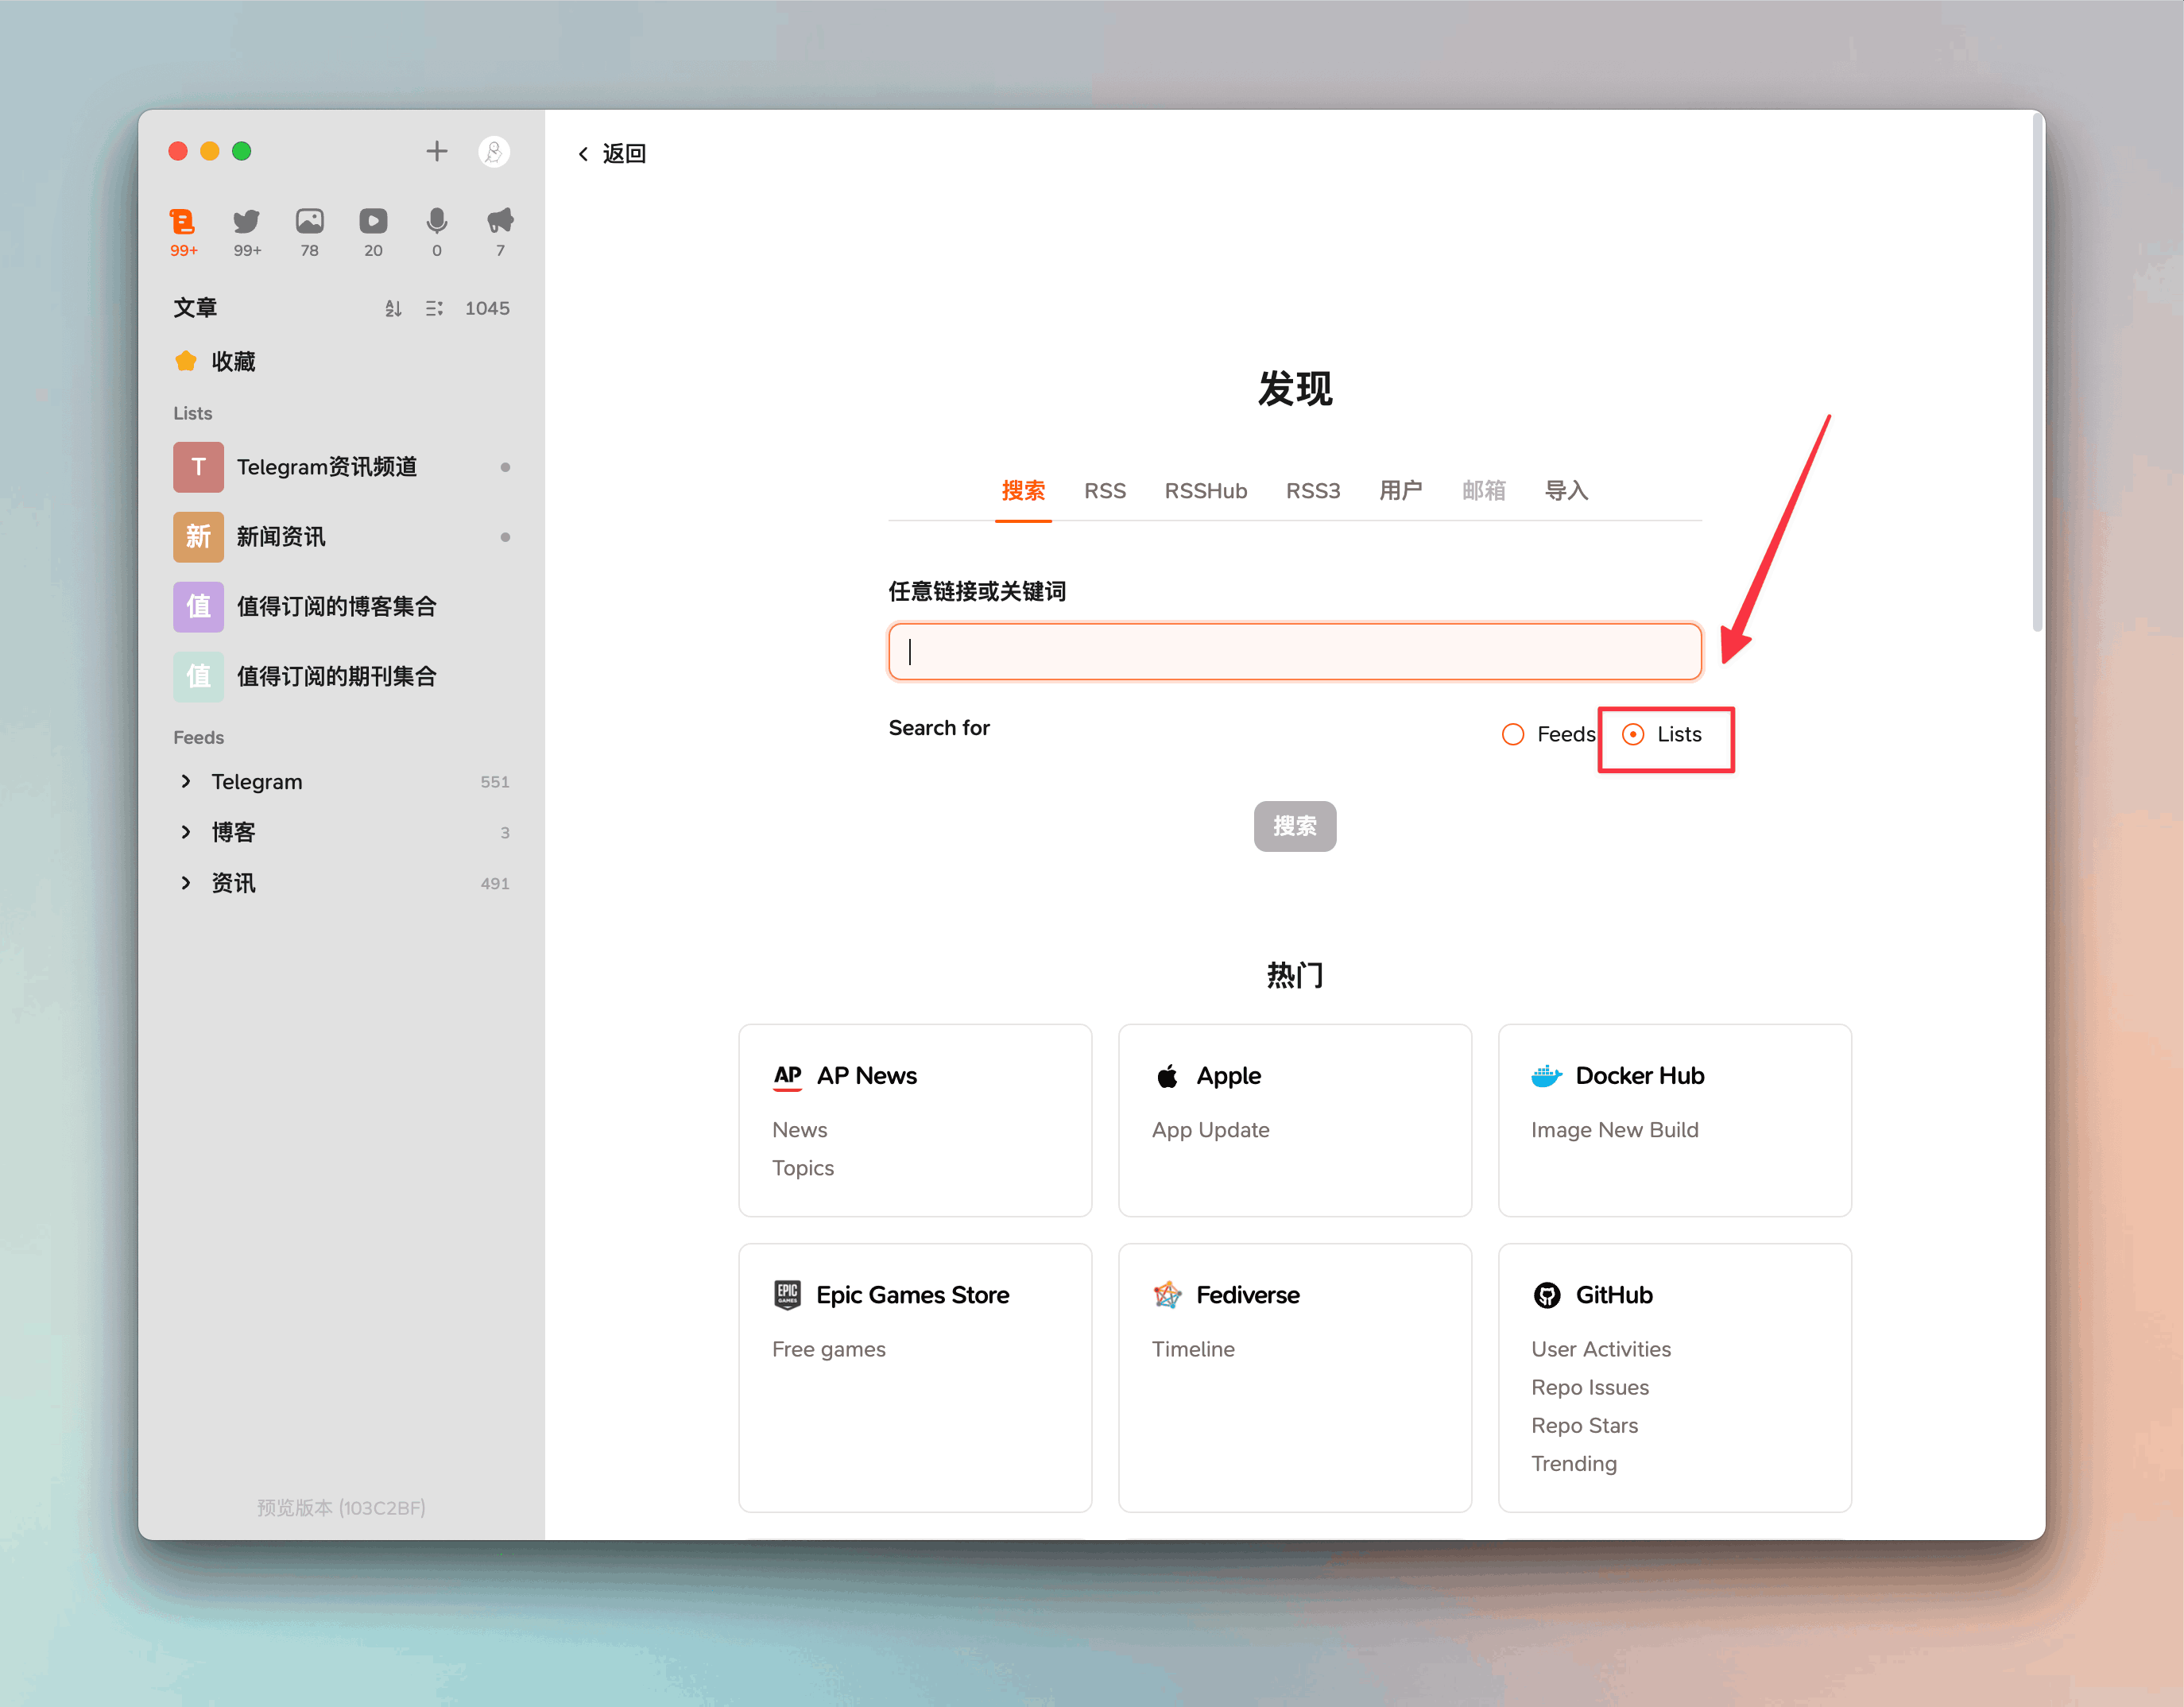 返回
99+ 99+ 78 20 0 7
文章 1045
收藏
Lists
T Telegram资讯频道
新 新闻资讯
值 值得订阅的博客集合
值 值得订阅的期刊集合
Feeds
Telegram 551
博客 3
资讯 491
预览版本 (103C2BF)
发现
搜索 RSS RSSHub RSS3 用户 邮箱 导入
任意链接或关键词
Search for Feeds Lists
搜索
热门
AP AP News
News
Topics
Apple
App Update
Docker Hub
Image New Build
EPIC GAMES Epic Games Store
Free games
Fediverse
Timeline
GitHub
User Activities
Repo Issues
Repo Stars
Trending